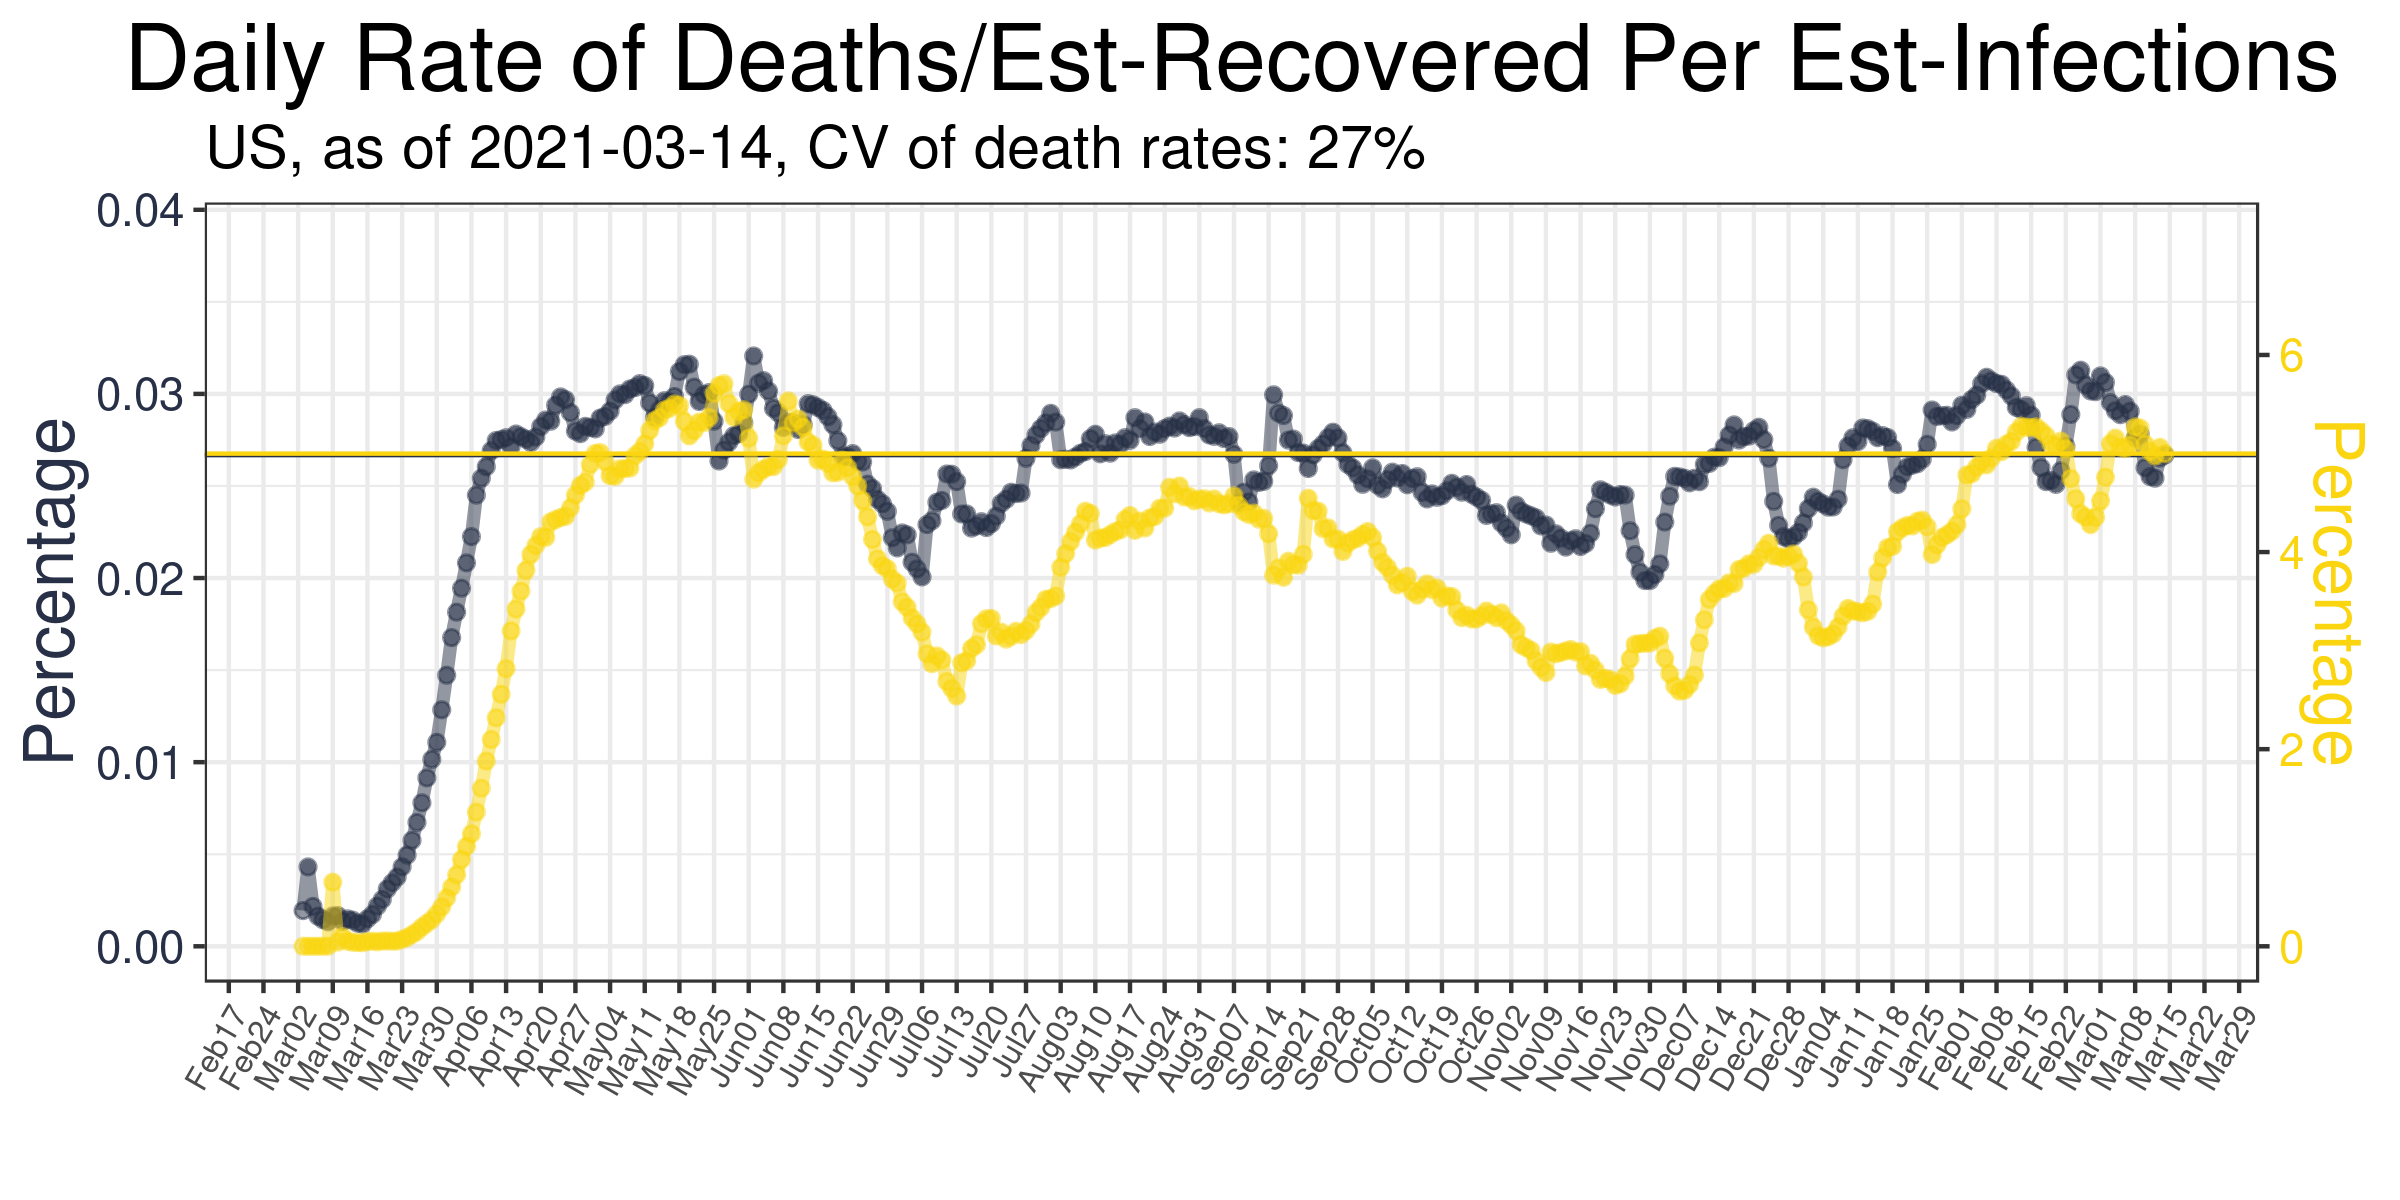 Daily Rate of Deaths/Est-Recovered Per Est-Infections
US, as of 2021-03-14, CV of death rates: 27%
Percentage
0.04
0.03
0.02
0.01
0.00
6
4
2
0
Percentage
Feb17
Feb24
Mar02
Mar09
Mar16
Mar23
Mar30
Apr06
Apr13
Apr20
Apr27
May04
May11
May18
May25
Jun01
Jun08
Jun15
Jun22
Jun29
Jul06
Jul13
Jul20
Jul27
Aug03
Aug10
Aug17
Aug24
Aug31
Sep07
Sep14
Sep21
Sep28
Oct05
Oct12
Oct19
Oct26
Nov02
Nov09
Nov16
Nov23
Nov30
Dec07
Dec14
Dec21
Dec28
Jan04
Jan11
Jan18
Jan25
Feb01
Feb08
Feb15
Feb22
Mar01
Mar08
Mar15
Mar22
Mar29